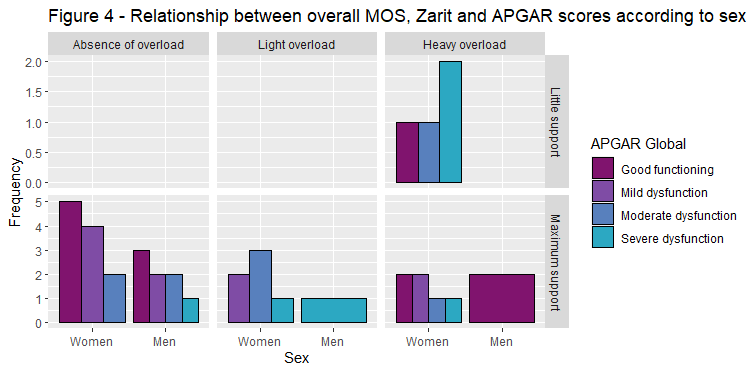 Figure 4 - Relationship between overall MOS, Zarit and APGAR scores according to sex
Absence of overload
Light overload
Heavy overload
2.0
1.5
1.0
0.5
0.0
Little support
5
4
3
2
1
0
Maximum support
Frequency
Women
Men
Women
Men
Women
Men
Sex
APGAR Global
Good functioning
Mild dysfunction
Moderate dysfunction
Severe dysfunction